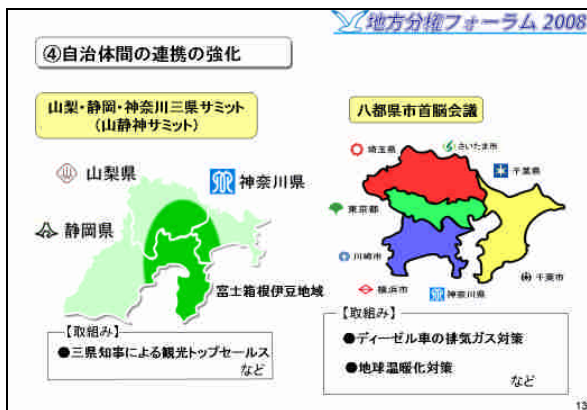 地方分権フォーラム 2008
④自治体間の連携の強化
山梨・静岡・神奈川三県サミット
（山静神サミット）
山梨県
神奈川県
静岡県
富士箱根伊豆地域
【取組み】
●三県知事による観光トップセールス
など
八都県市首脳会議
埼玉県
さいたま市
千葉県
東京都
川崎市
千葉市
横浜市
神奈川県
【取組み】
●ディーゼル車の排気ガス対策
●地球温暖化対策
など
13